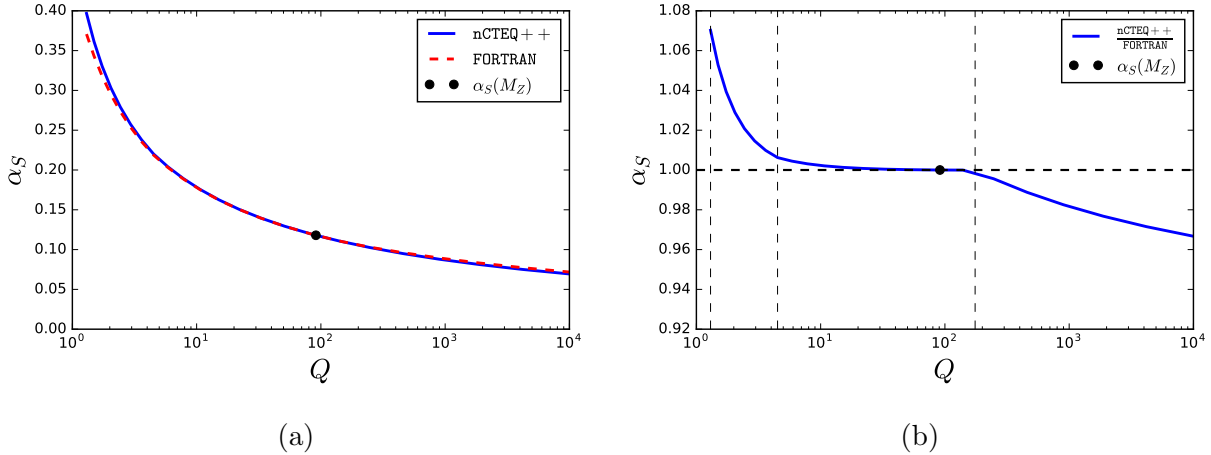 0.40
0.35
0.30
0.25
0.20
0.15
0.10
0.05
0.00
α_S
10^0
10^1
10^2
10^3
10^4
Q
nCTEQ++
FORTRAN
α_S(M_Z)
(a)
1.08
1.06
1.04
1.02
1.00
0.98
0.96
0.94
0.92
α_S
10^0
10^1
10^2
10^3
10^4
Q
nCTEQ++
FORTRAN
α_S(M_Z)
(b)